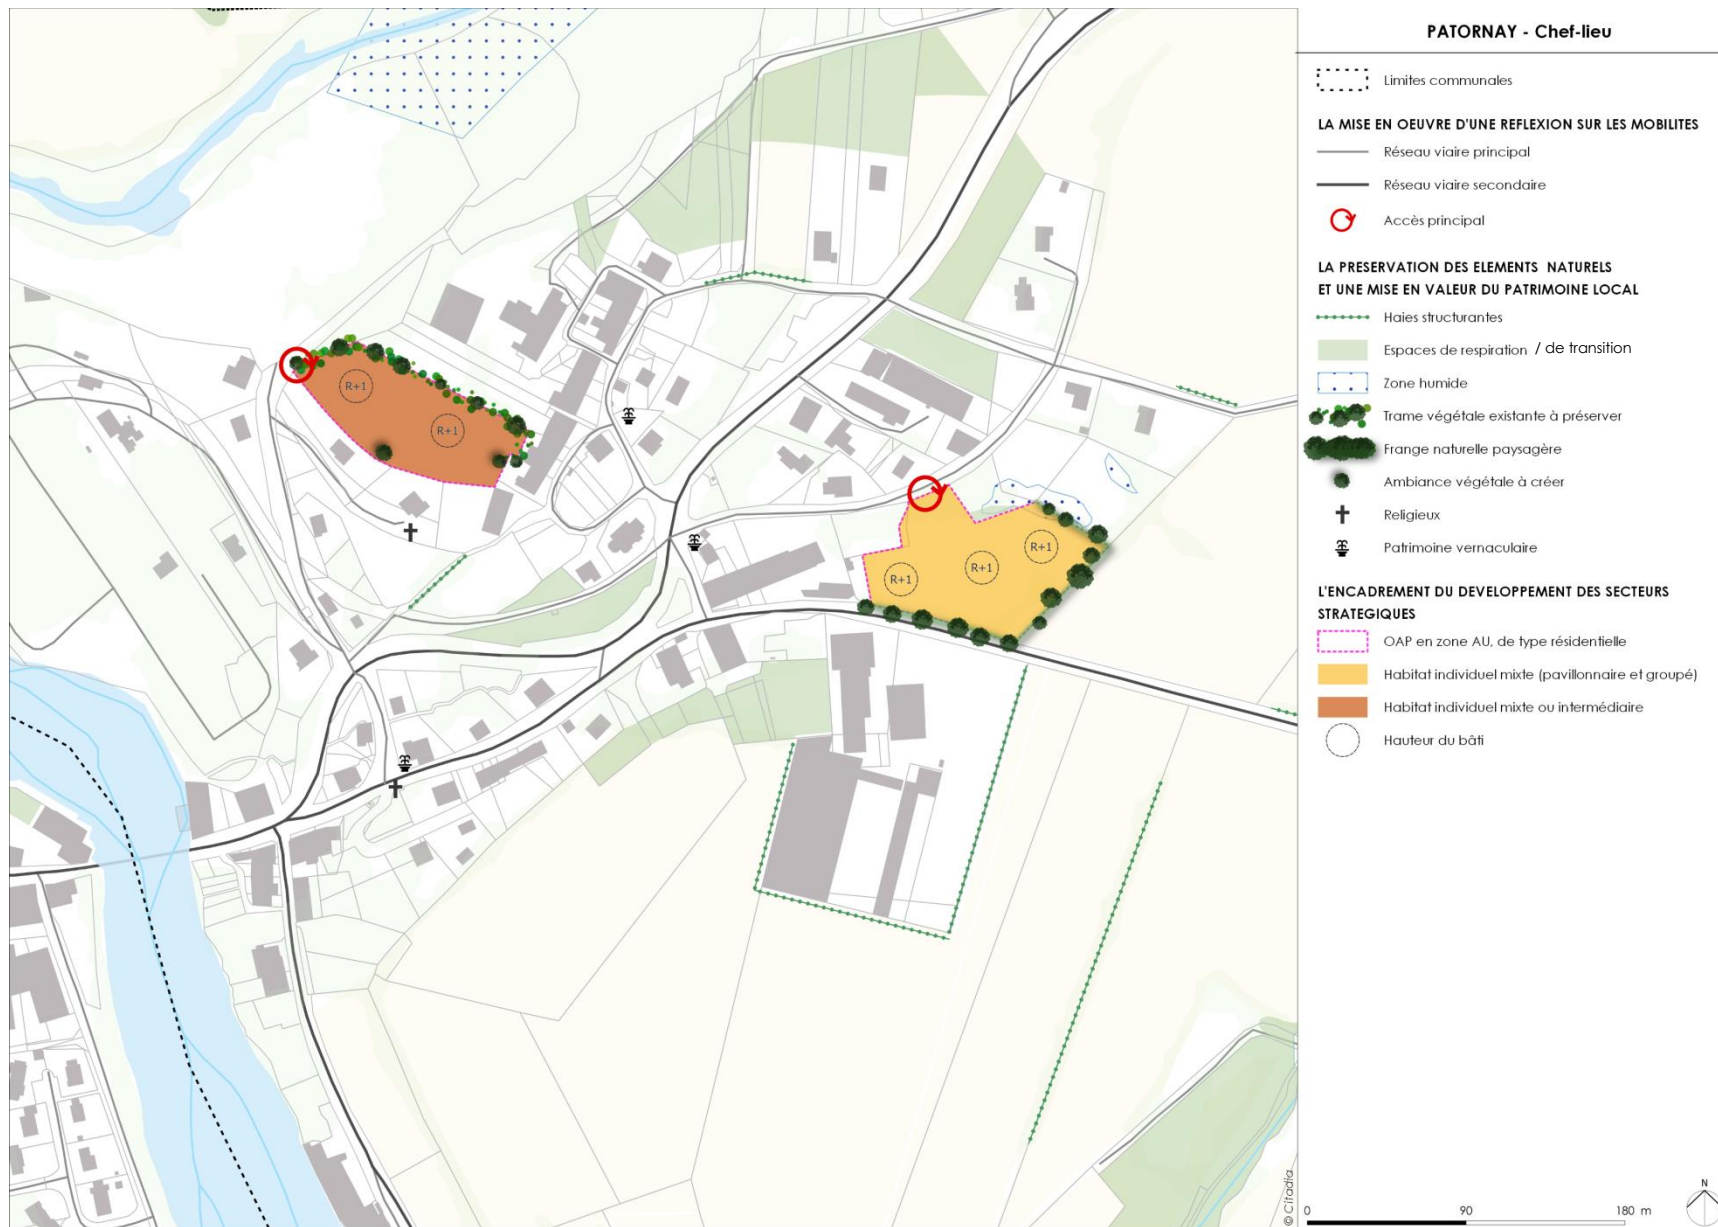 PATORNAY - Chef-lieu
Limites communales
LA MISE EN OEUVRE D'UNE REFLEXION SUR LES MOBILITES
Réseau viaire principal
Réseau viaire secondaire
Accès principal
LA PRESERVATION DES ELEMENTS NATURELS
ET UNE MISE EN VALEUR DU PATRIMOINE LOCAL
Haies structurantes
Espaces de respiration / de transition
Zone humide
Trame végétale existante à préserver
Frange naturelle paysagère
Ambiance végétale à créer
Religieux
Patrimoine vernaculaire
L'ENCADREMENT DU DEVELOPPEMENT DES SECTEURS
STRATEGIQUES
OAP en zone AU, de type résidentielle
Habitat individuel mixte (pavillonnaire et groupé)
Habitat individuel mixte ou intermédiaire
Hauteur du bâti
R+1
R+1
R+1
R+1
R+1
© Citadia
0 90 180 m
N